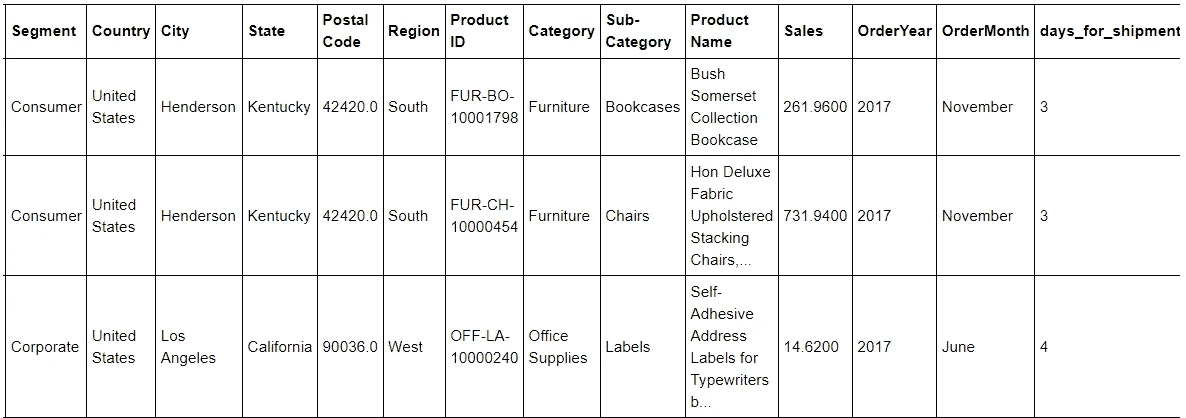 Segment Country City State Postal Code Region Product ID Category Sub-Category Product Name Sales OrderYear OrderMonth days_for_shipment
Consumer United States Henderson Kentucky 42420.0 South FUR-BO-10001798 Furniture Bookcases Bush Somerset Collection Bookcase 261.9600 2017 November 3
Consumer United States Henderson Kentucky 42420.0 South FUR-CH-10000454 Furniture Chairs Hon Deluxe Fabric Upholstered Stacking Chairs,... 731.9400 2017 November 3
Corporate United States Los Angeles California 90036.0 West OFF-LA-10000240 Office Supplies Labels Self-Adhesive Address Labels for Typewriters b... 14.6200 2017 June 4